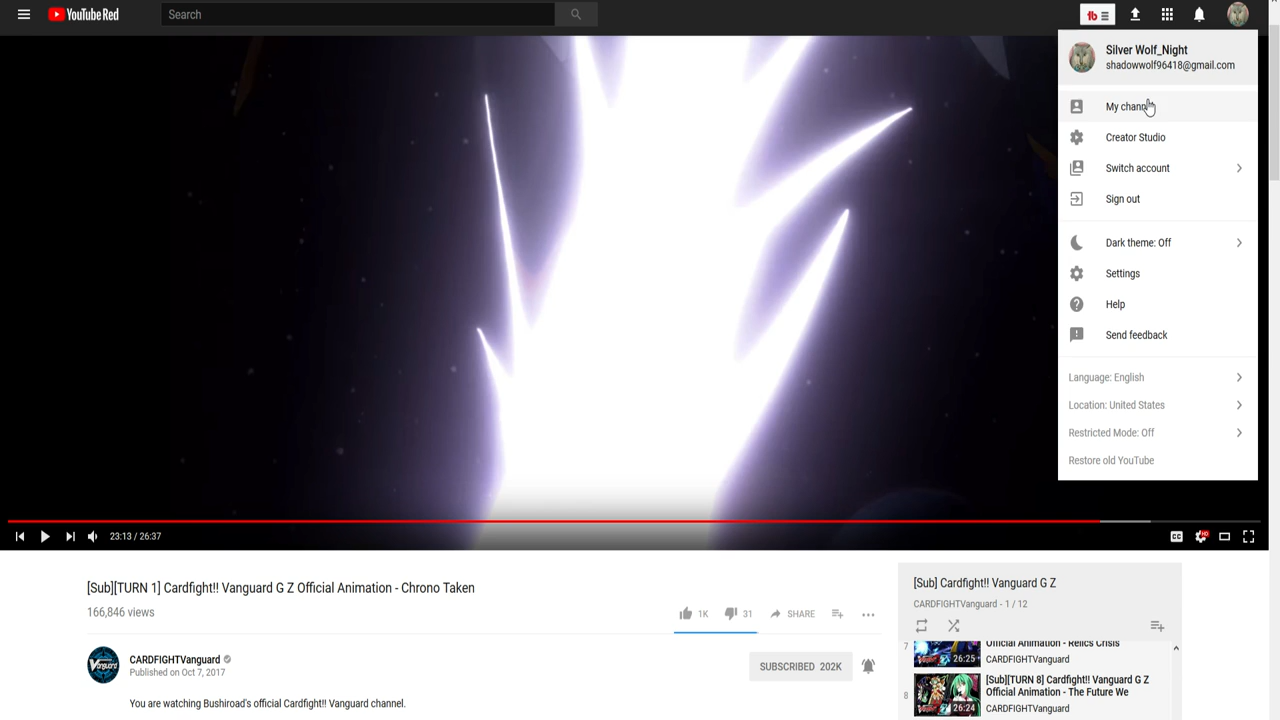 YouTube Red
Search
Silver Wolf_Night
shadowwolf96418@gmail.com
My channel
Creator Studio
Switch account
Sign out
Dark theme: Off
Settings
Help
Send feedback
Language: English
Location: United States
Restricted Mode: Off
Restore old YouTube
23:13 / 26:37
CC
HD
[Sub][TURN 1] Cardfight!! Vanguard G Z Official Animation - Chrono Taken
166,846 views
1K
31
SHARE
CARDFIGHTVanguard
Published on Oct 7, 2017
SUBSCRIBED 202K
You are watching Bushiroad's official Cardfight!! Vanguard channel.
[Sub] Cardfight!! Vanguard G Z
CARDFIGHTVanguard - 1 / 12
7
26:25
Official Animation - Relics Crisis
CARDFIGHTVanguard
8
26:24
[Sub][TURN 8] Cardfight!! Vanguard G Z
Official Animation - The Future We
CARDFIGHTVanguard